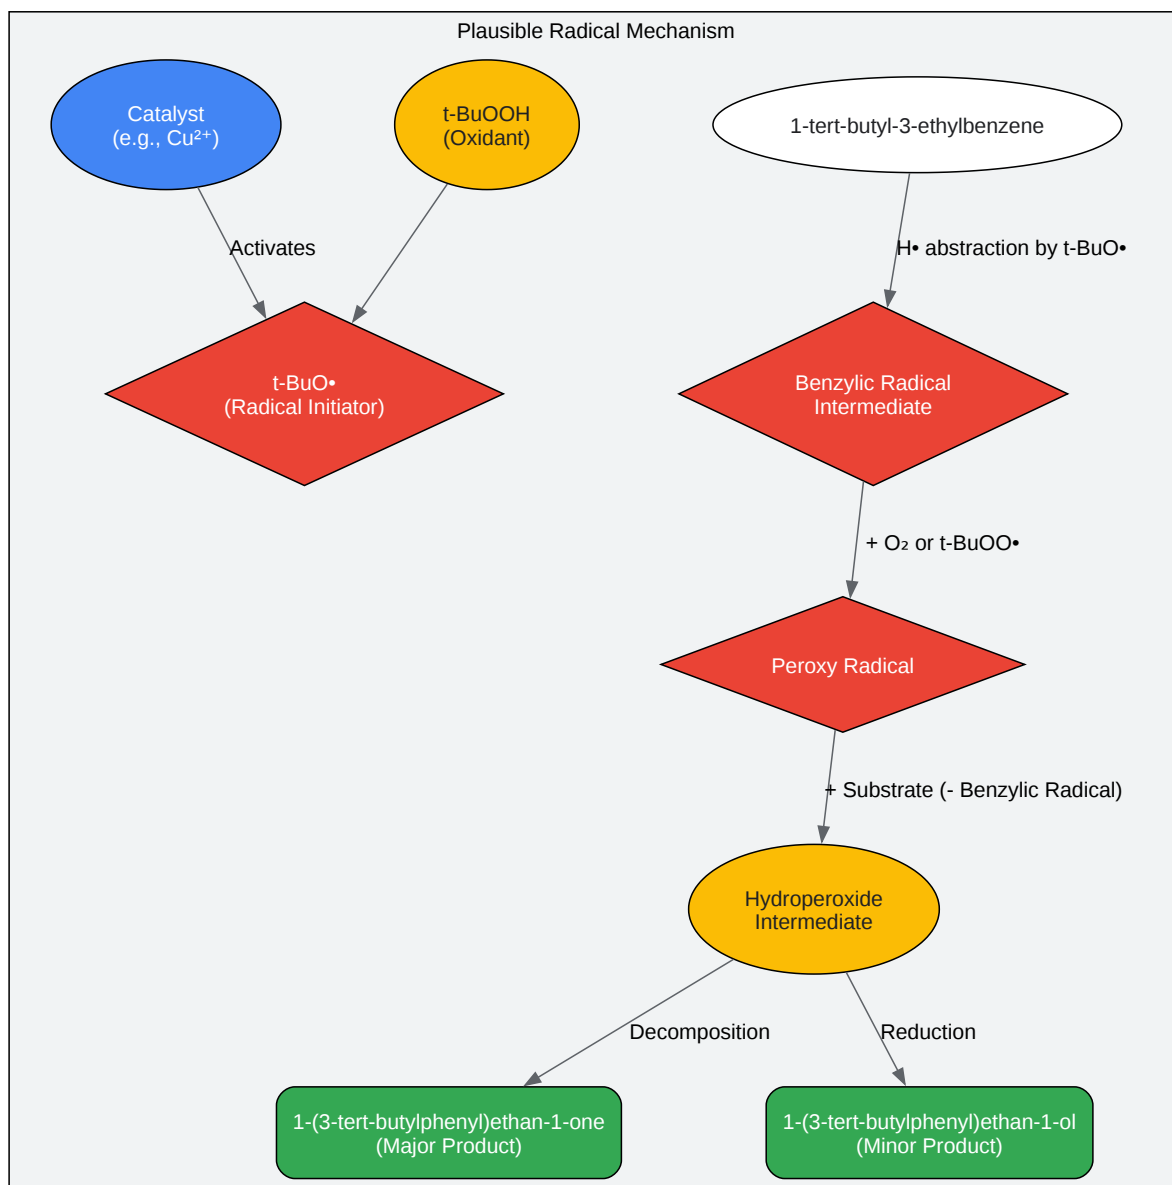 Plausible Radical Mechanism
Catalyst
(e.g., Cu²⁺)
t-BuOOH
(Oxidant)
1-tert-butyl-3-ethylbenzene
Activates
H• abstraction by t-BuO•
t-BuO•
(Radical Initiator)
Benzylic Radical
Intermediate
+ O₂ or t-BuOO•
Peroxy Radical
+ Substrate (- Benzylic Radical)
Hydroperoxide
Intermediate
Decomposition
Reduction
1-(3-tert-butylphenyl)ethan-1-one
(Major Product)
1-(3-tert-butylphenyl)ethan-1-ol
(Minor Product)